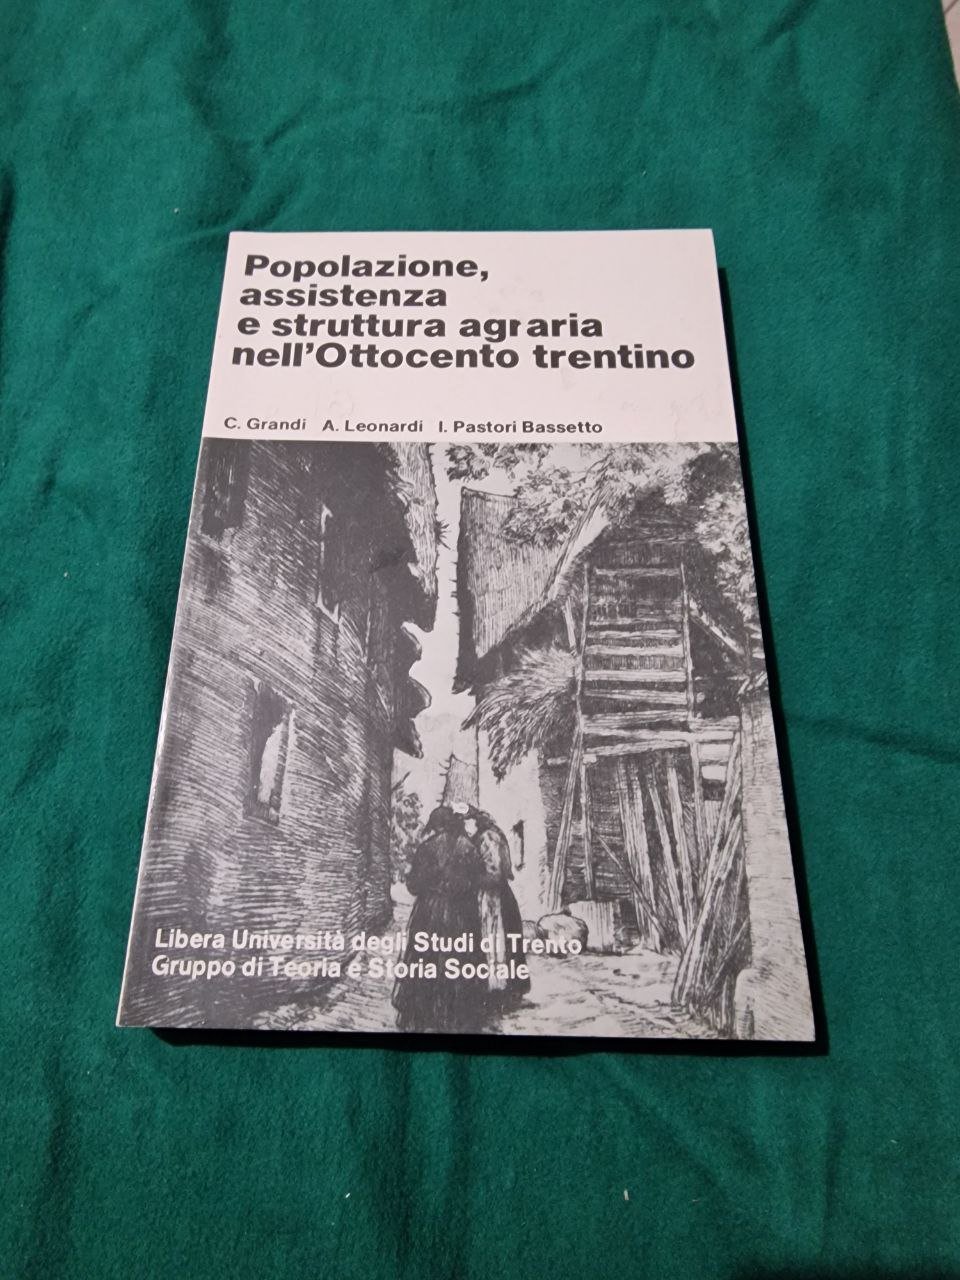 Popolazione,
assistenza
e struttura agraria
nell'Ottocento trentino
C. Grandi A. Leonardi I. Pastori Bassetto
Libera Università degli Studi di Trento
Gruppo di Teoria e Storia Sociale